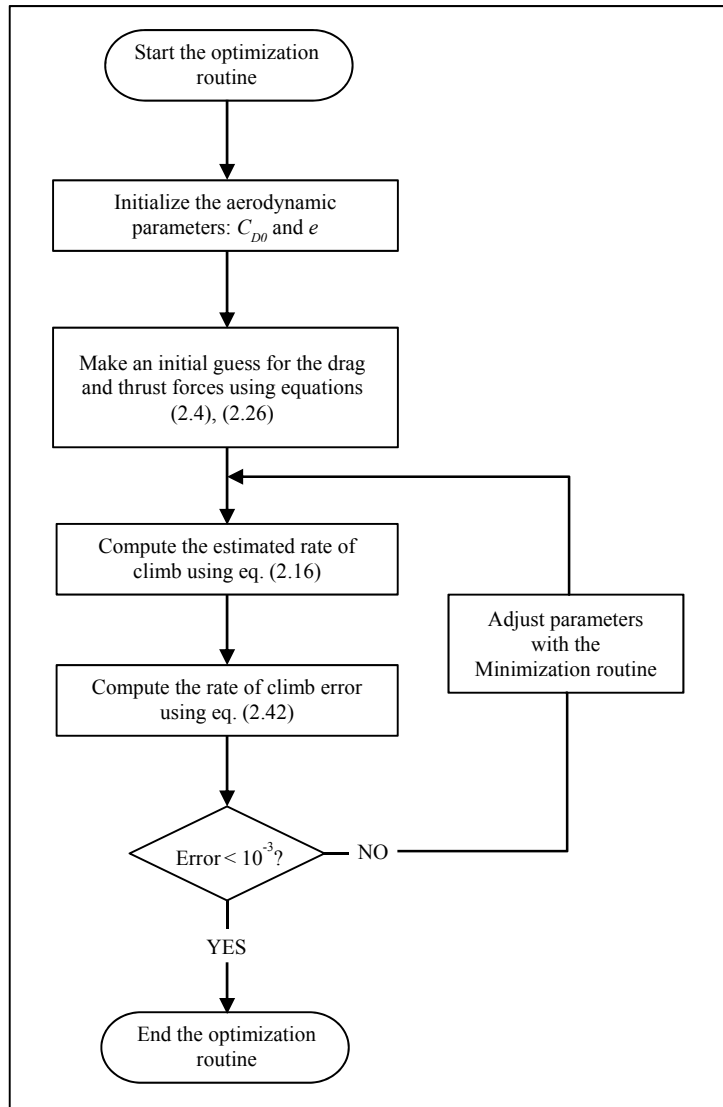 Start the optimization
routine
Initialize the aerodynamic
parameters: C_{D0} and e
Make an initial guess for the drag
and thrust forces using equations
(2.4), (2.26)
Compute the estimated rate of
climb using eq. (2.16)
Adjust parameters
with the
Minimization routine
Compute the rate of climb error
using eq. (2.42)
Error < 10^{-3}?
NO
YES
End the optimization
routine